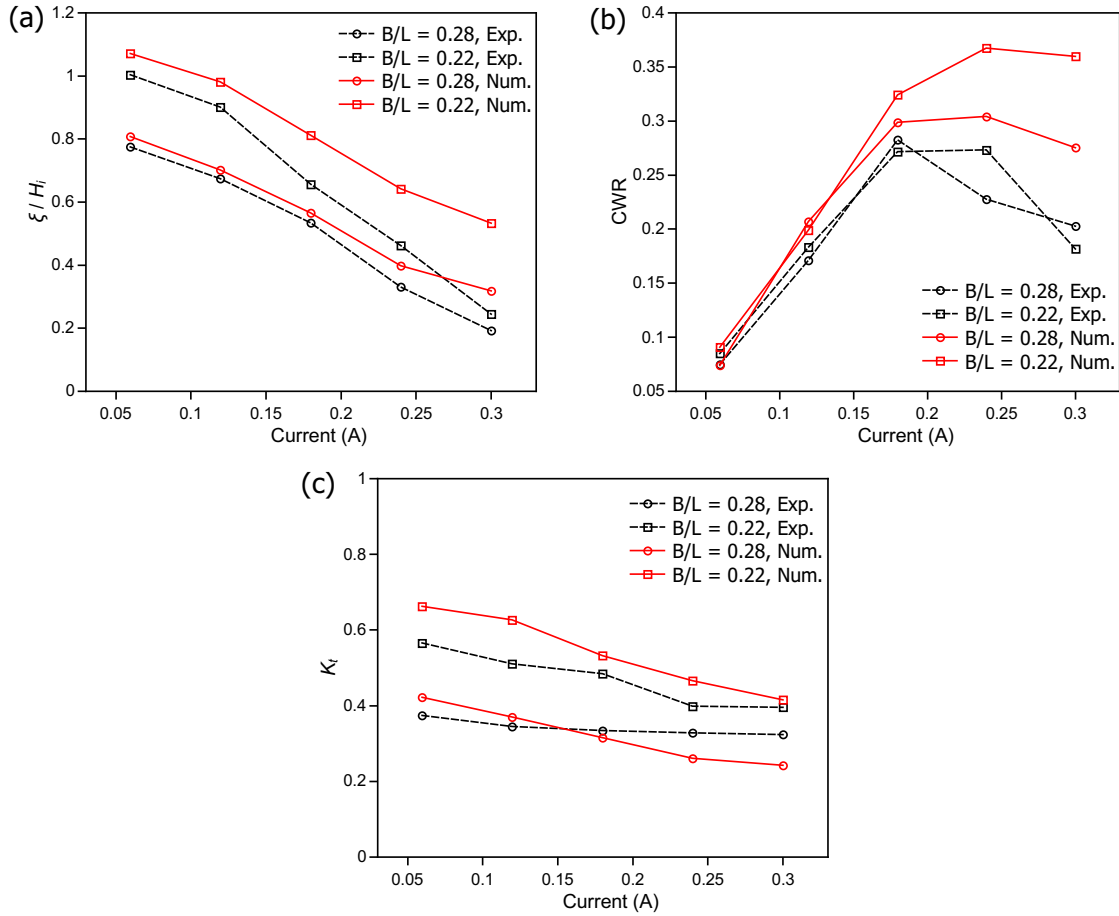 (a)
1.2
1
0.8
0.6
0.4
0.2
0
ξ / Hi
B/L = 0.28, Exp.
B/L = 0.22, Exp.
B/L = 0.28, Num.
B/L = 0.22, Num.
0.05 0.1 0.15 0.2 0.25 0.3
Current (A)
(b)
0.4
0.35
0.3
0.25
0.2
0.15
0.1
0.05
CWR
B/L = 0.28, Exp.
B/L = 0.22, Exp.
B/L = 0.28, Num.
B/L = 0.22, Num.
0.05 0.1 0.15 0.2 0.25 0.3
Current (A)
(c)
1
0.8
0.6
0.4
0.2
0
Kt
B/L = 0.28, Exp.
B/L = 0.22, Exp.
B/L = 0.28, Num.
B/L = 0.22, Num.
0.05 0.1 0.15 0.2 0.25 0.3
Current (A)